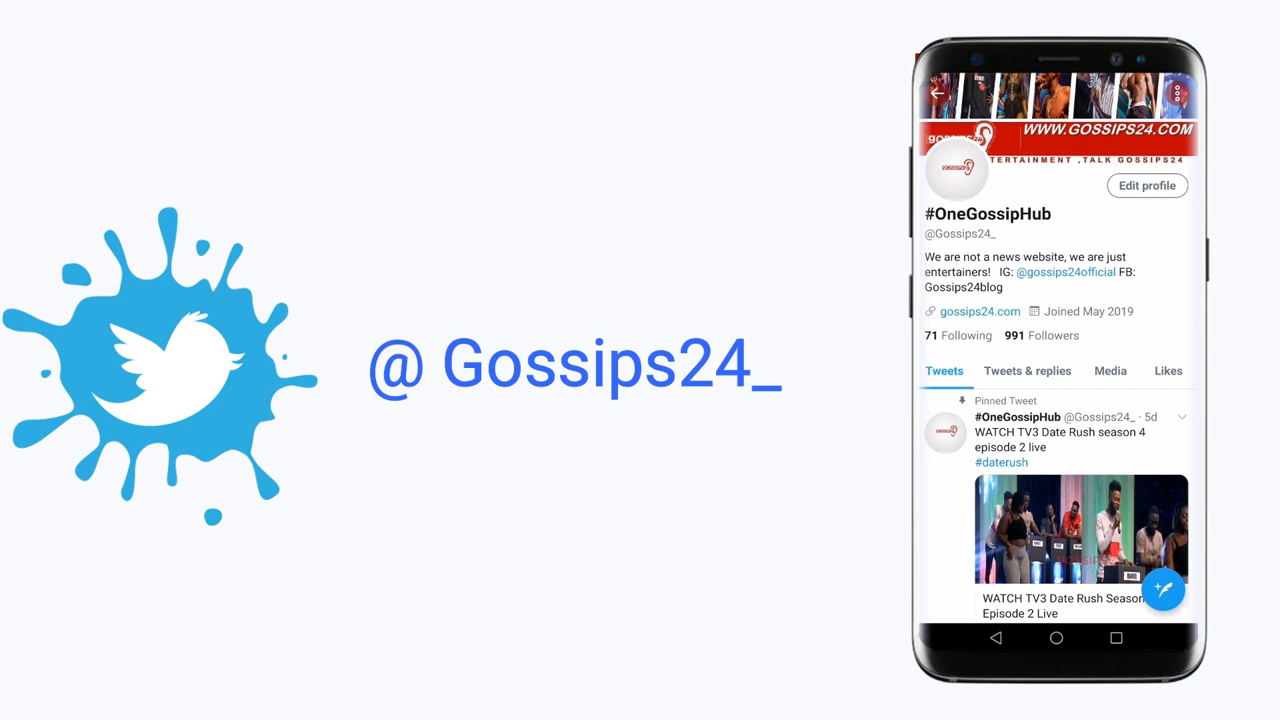 @ Gossips24_
WWW.GOSSIPS24.COM
TERTAINMENT ,TALK GOSSIPS24
Edit profile
#OneGossipHub
@Gossips24_
We are not a news website, we are just
entertainers! IG: @gossips24official FB:
Gossips24blog
gossips24.com Joined May 2019
71 Following 991 Followers
Tweets Tweets & replies Media Likes
Pinned Tweet
#OneGossipHub @Gossips24_ · 5d
WATCH TV3 Date Rush season 4
episode 2 live
#daterush
WATCH TV3 Date Rush Season
Episode 2 Live